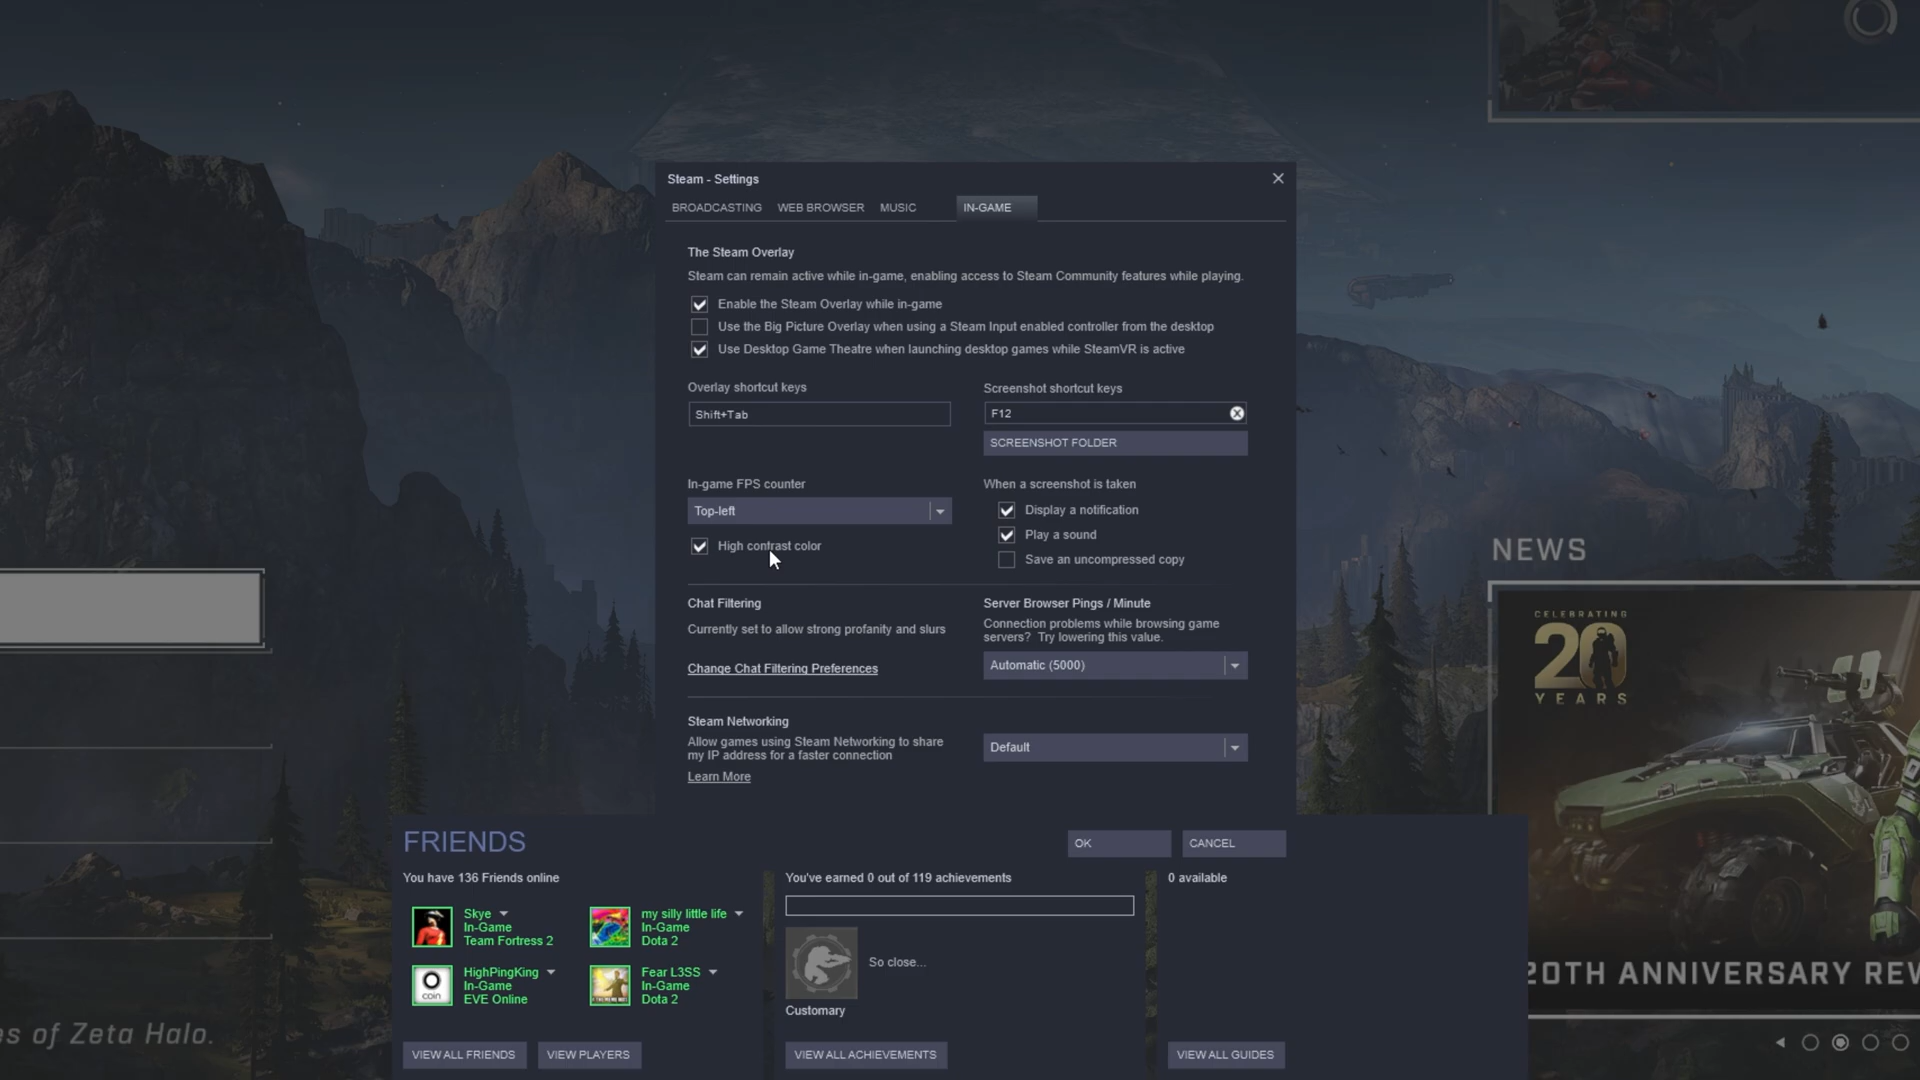 Steam - Settings
BROADCASTING WEB BROWSER MUSIC IN-GAME
The Steam Overlay
Steam can remain active while in-game, enabling access to Steam Community features while playing.
Enable the Steam Overlay while in-game
Use the Big Picture Overlay when using a Steam Input enabled controller from the desktop
Use Desktop Game Theatre when launching desktop games while SteamVR is active
Overlay shortcut keys
Shift+Tab
Screenshot shortcut keys
F12
SCREENSHOT FOLDER
In-game FPS counter
Top-left
High contrast color
When a screenshot is taken
Display a notification
Play a sound
Save an uncompressed copy
Chat Filtering
Currently set to allow strong profanity and slurs
Change Chat Filtering Preferences
Server Browser Pings / Minute
Connection problems while browsing game
servers? Try lowering this value.
Automatic (5000)
Steam Networking
Allow games using Steam Networking to share
my IP address for a faster connection
Learn More
Default
OK CANCEL
FRIENDS
You have 136 Friends online
Skye
In-Game
Team Fortress 2
my silly little life
In-Game
Dota 2
HighPingKing
In-Game
EVE Online
coin
Fear L3SS
In-Game
Dota 2
VIEW ALL FRIENDS VIEW PLAYERS
You've earned 0 out of 119 achievements
So close...
Customary
VIEW ALL ACHIEVEMENTS
0 available
VIEW ALL GUIDES
NEWS
CELEBRATING
20
YEARS
20TH ANNIVERSARY REW
es of Zeta Halo.